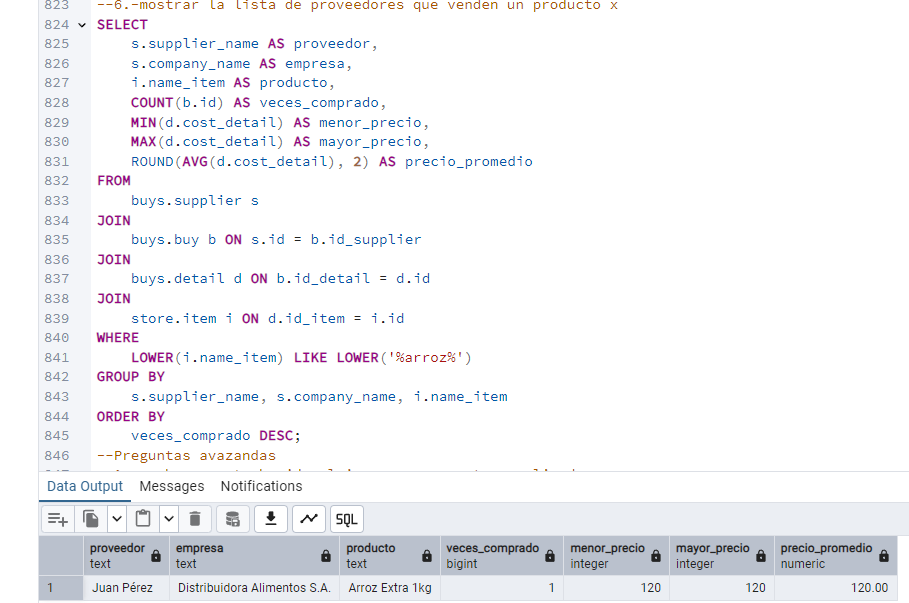 823 --6.-mostrar la lista de proveedores que venden un producto x
824 SELECT
825 s.supplier_name AS proveedor,
826 s.company_name AS empresa,
827 i.name_item AS producto,
828 COUNT(b.id) AS veces_comprado,
829 MIN(d.cost_detail) AS menor_precio,
830 MAX(d.cost_detail) AS mayor_precio,
831 ROUND(AVG(d.cost_detail), 2) AS precio_promedio
832 FROM
833 buys.supplier s
834 JOIN
835 buys.buy b ON s.id = b.id_supplier
836 JOIN
837 buys.detail d ON b.id_detail = d.id
838 JOIN
839 store.item i ON d.id_item = i.id
840 WHERE
841 LOWER(i.name_item) LIKE LOWER('%arroz%')
842 GROUP BY
843 s.supplier_name, s.company_name, i.name_item
844 ORDER BY
845 veces_comprado DESC;
846 --Preguntas avazandas
Data Output Messages Notifications
SQL
proveedor empresa producto veces_comprado menor_precio mayor_precio precio_promedio
text text text bigint integer integer numeric
1 Juan Pérez Distribuidora Alimentos S.A. Arroz Extra 1kg 1 120 120 120.00